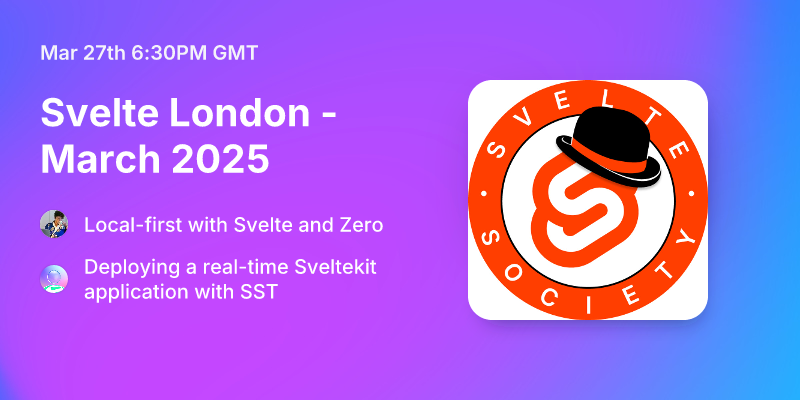 Mar 27th 6:30PM GMT
Svelte London -
March 2025
Local-first with Svelte and Zero
Deploying a real-time Sveltekit
application with SST
SVELTE
SOCIETY